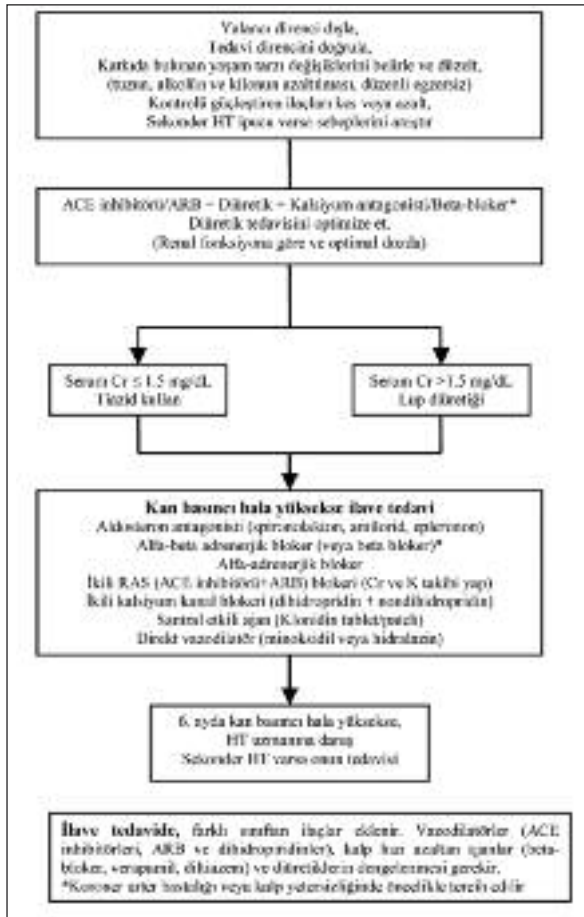 Yalancı direnci dışla,
Tedavi direncini doğrula,
Katkıda bulunan yaşam tarzı değişiklerini belirle ve düzelt,
(tuzun, alkolün ve kilonun azaltılması, düzenli egzersiz)
Kontrolü güçleştiren ilaçları kes veya azalt,
Sekonder HT ipucu varsa sebeplerini araştır
ACE inhibitörü/ARB + Diüretik + Kalsiyum antagonisti/Beta-bloker*
Diüretik tedavisini optimize et.
(Renal fonksiyona göre ve optimal dozda)
Serum Cr ≤ 1.5 mg/dL
Tiazid kullan
Serum Cr >1.5 mg/dL
Lup diüretiği
Kan basıncı hala yüksekse ilave tedavi
Aldosteron antagonisti (spironolakton, amilorid, eplerenon)
Alfa-beta adrenerjik bloker (veya beta bloker)*
Alfa-adrenerjik bloker
İkili RAS (ACE inhibitörü+ARB) blokeri (Cr ve K takibi yap)
İkili kalsiyum kanal blokeri (dihidropridin + nondihidropridin)
Santral etkili ajan (Klonidin tablet/patch)
Direkt vazodilatör (minoksidil veya hidralazin)
6. ayda kan basıncı hala yüksekse,
HT uzmanına danış
Sekonder HT varsa onun tedavisi
İlave tedavide, farklı sınıftan ilaçlar eklenir. Vazodilatörler (ACE
inhibitörleri, ARB ve dihidropiridinler), kalp hızı azaltan ajanlar (beta-
bloker, verapamil, diltiazem) ve diüretiklerin dengelenmesi gerekir.
*Koroner arter hastalığı veya kalp yetersizliğinde öncelikle tercih edilir